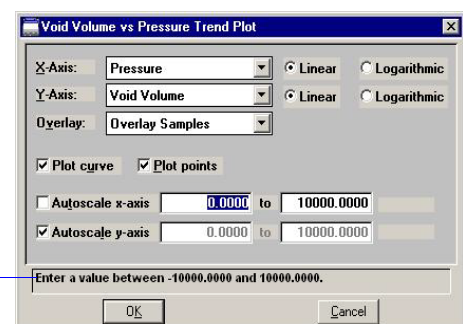 Void Volume vs Pressure Trend Plot
X-Axis: Pressure Linear Logarithmic
Y-Axis: Void Volume Linear Logarithmic
Overlay: Overlay Samples
Plot curve Plot points
Autoscale x-axis 0.0000 to 10000.0000
Autoscale y-axis 0.0000 to 10000.0000
Enter a value between -10000.0000 and 10000.0000.
OK Cancel